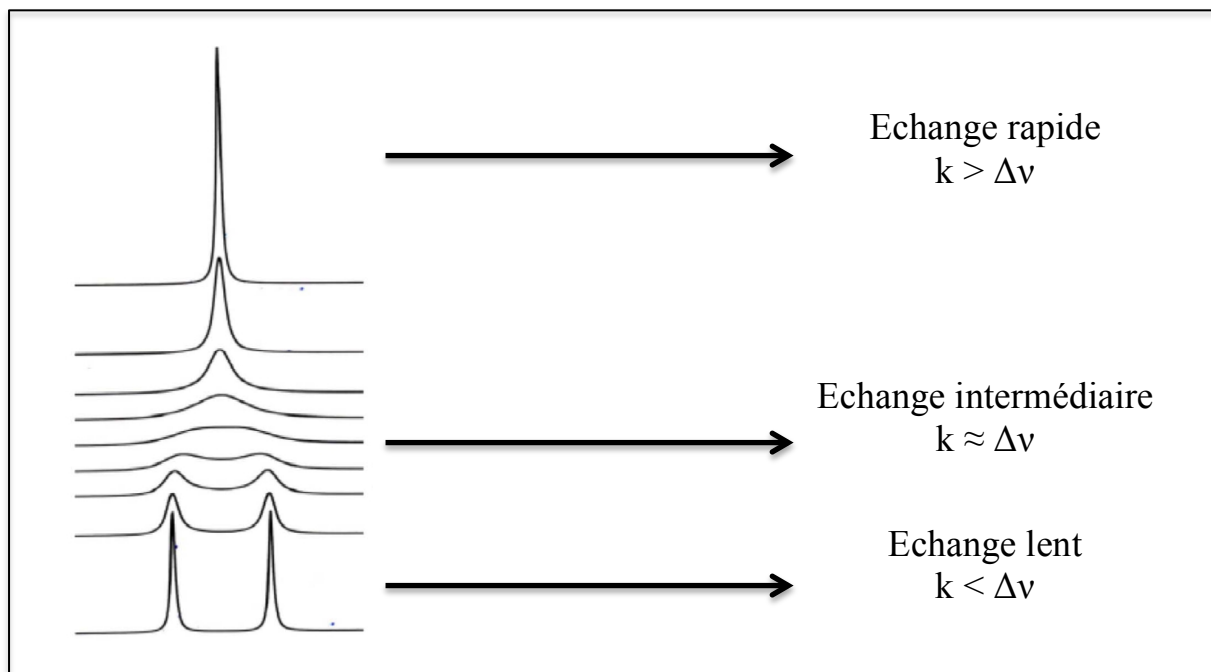 Echange rapide
k > Δν
Echange intermédiaire
k ≈ Δν
Echange lent
k < Δν